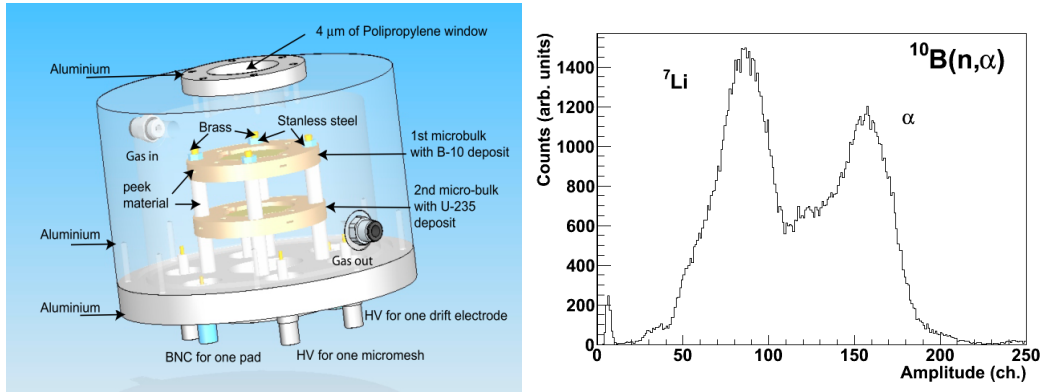 4 µm of Polipropylene window
Aluminium
Brass
Stanless steel
Gas in
1st microbulk
with B-10 deposit
peek
material
2nd micro-bulk
with U-235
deposit
Aluminium
Gas out
Aluminium
HV for one drift electrode
BNC for one pad
HV for one micromesh
Counts (arb. units)
1400
1200
1000
800
600
400
200
0
0
50
100
150
200
250
Amplitude (ch.)
⁷Li
¹⁰B(n,α)
α